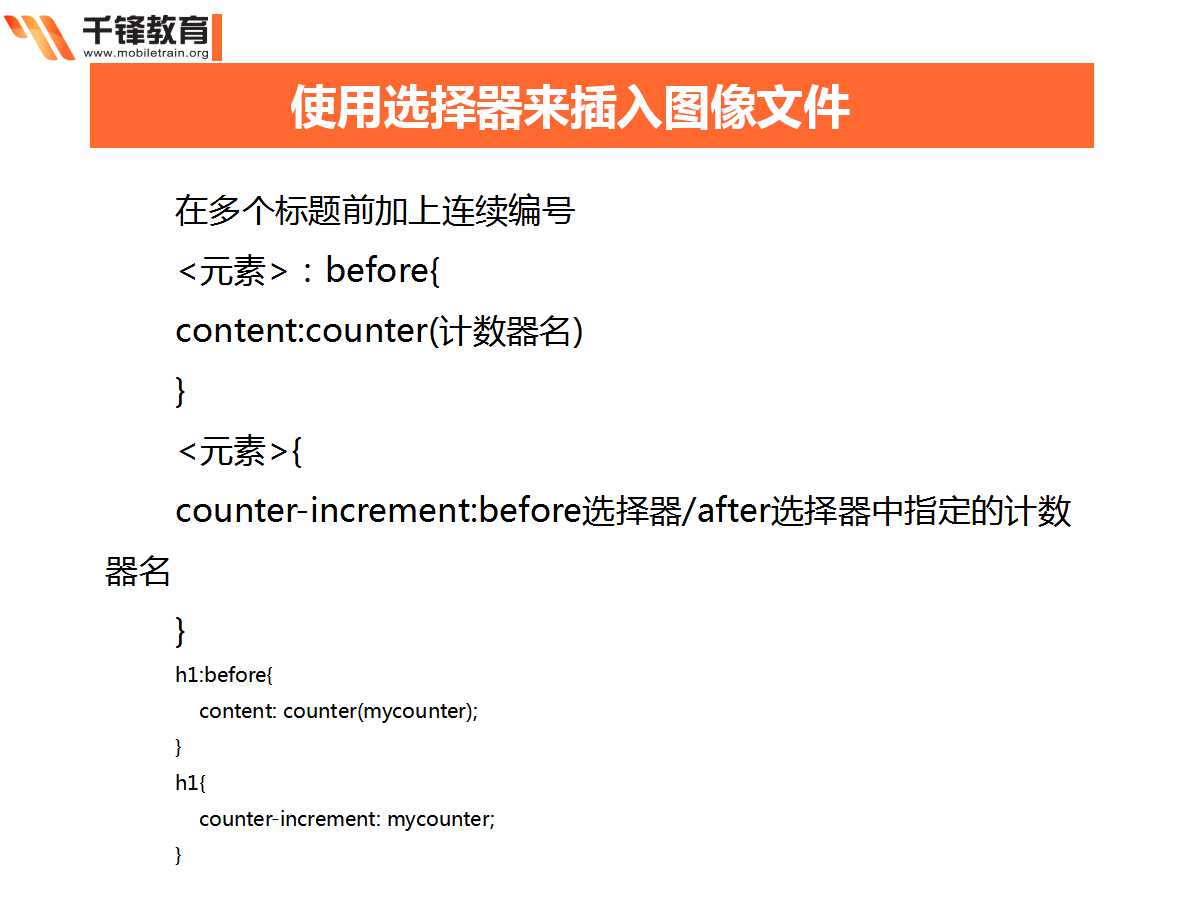 千锋教育
www.mobiletrain.org
使用选择器来插入图像文件
在多个标题前加上连续编号
<元素>：before{
content:counter(计数器名)
}
<元素>{
counter-increment:before选择器/after选择器中指定的计数
器名
}
h1:before{
content: counter(mycounter);
}
h1{
counter-increment: mycounter;
}